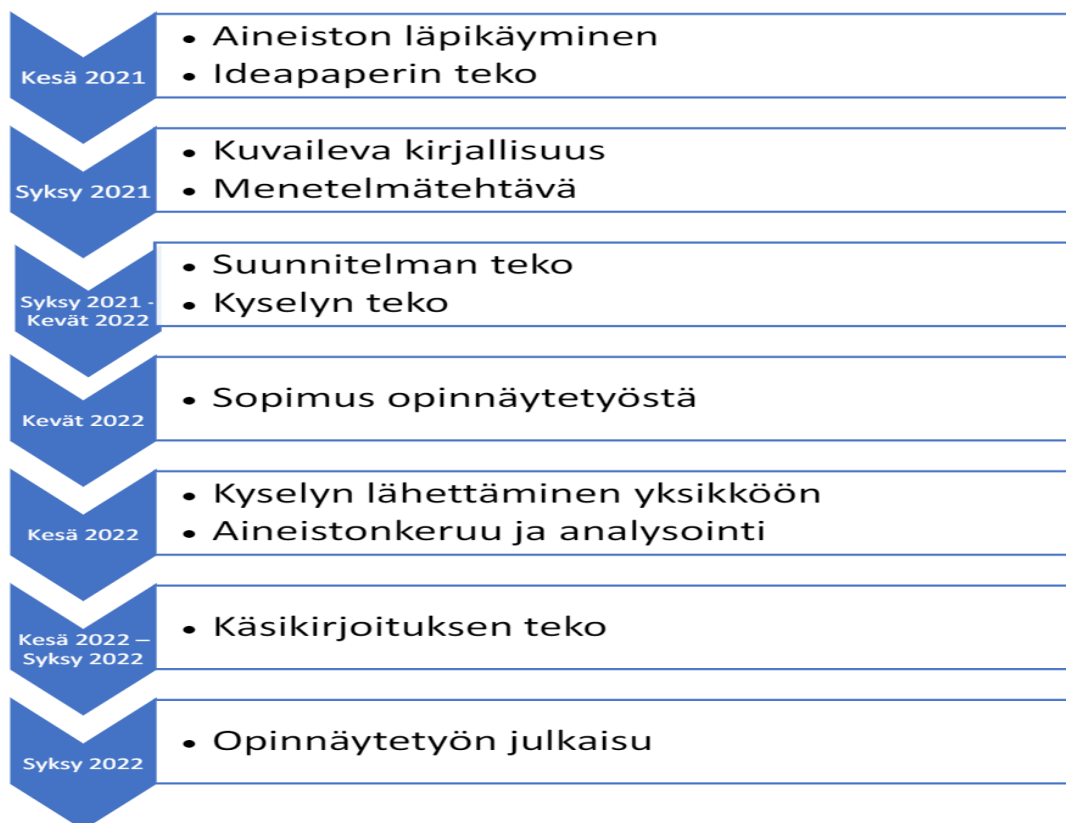 Kesä 2021
• Aineiston läpikäyminen
• Ideapaperin teko
Syksy 2021
• Kuvaileva kirjallisuus
• Menetelmätehtävä
Syksy 2021 -
Kevät 2022
• Suunnitelman teko
• Kyselyn teko
Kevät 2022
• Sopimus opinnäytetyöstä
Kesä 2022
• Kyselyn lähettäminen yksikköön
• Aineistonkeruu ja analysointi
Kesä 2022 –
Syksy 2022
• Käsikirjoituksen teko
Syksy 2022
• Opinnäytetyön julkaisu